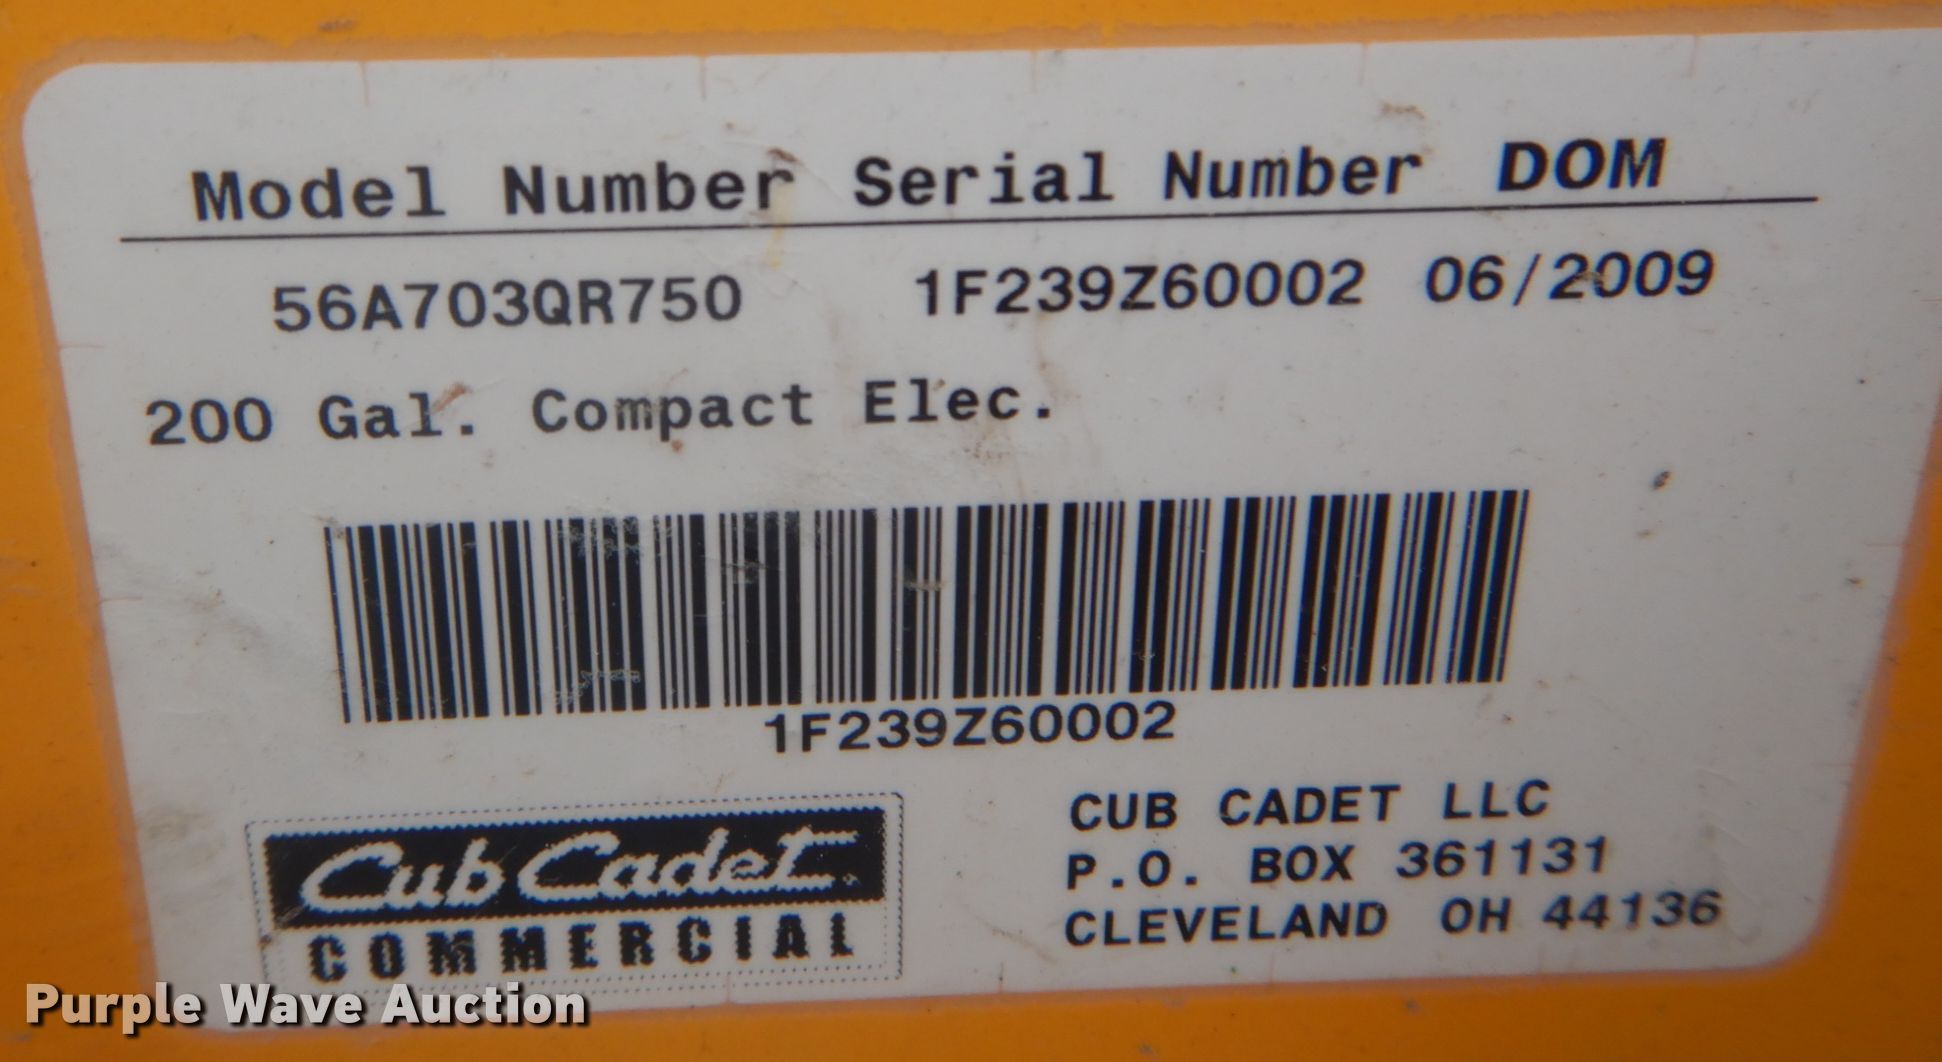 Model Number Serial Number DOM
56A703QR750 1F239Z60002 06/2009
200 Gal. Compact Elec.
1F239Z60002
Cub Cadet
COMMERCIAL
CUB CADET LLC
P.O. BOX 361131
CLEVELAND OH 44136
Purple Wave Auction